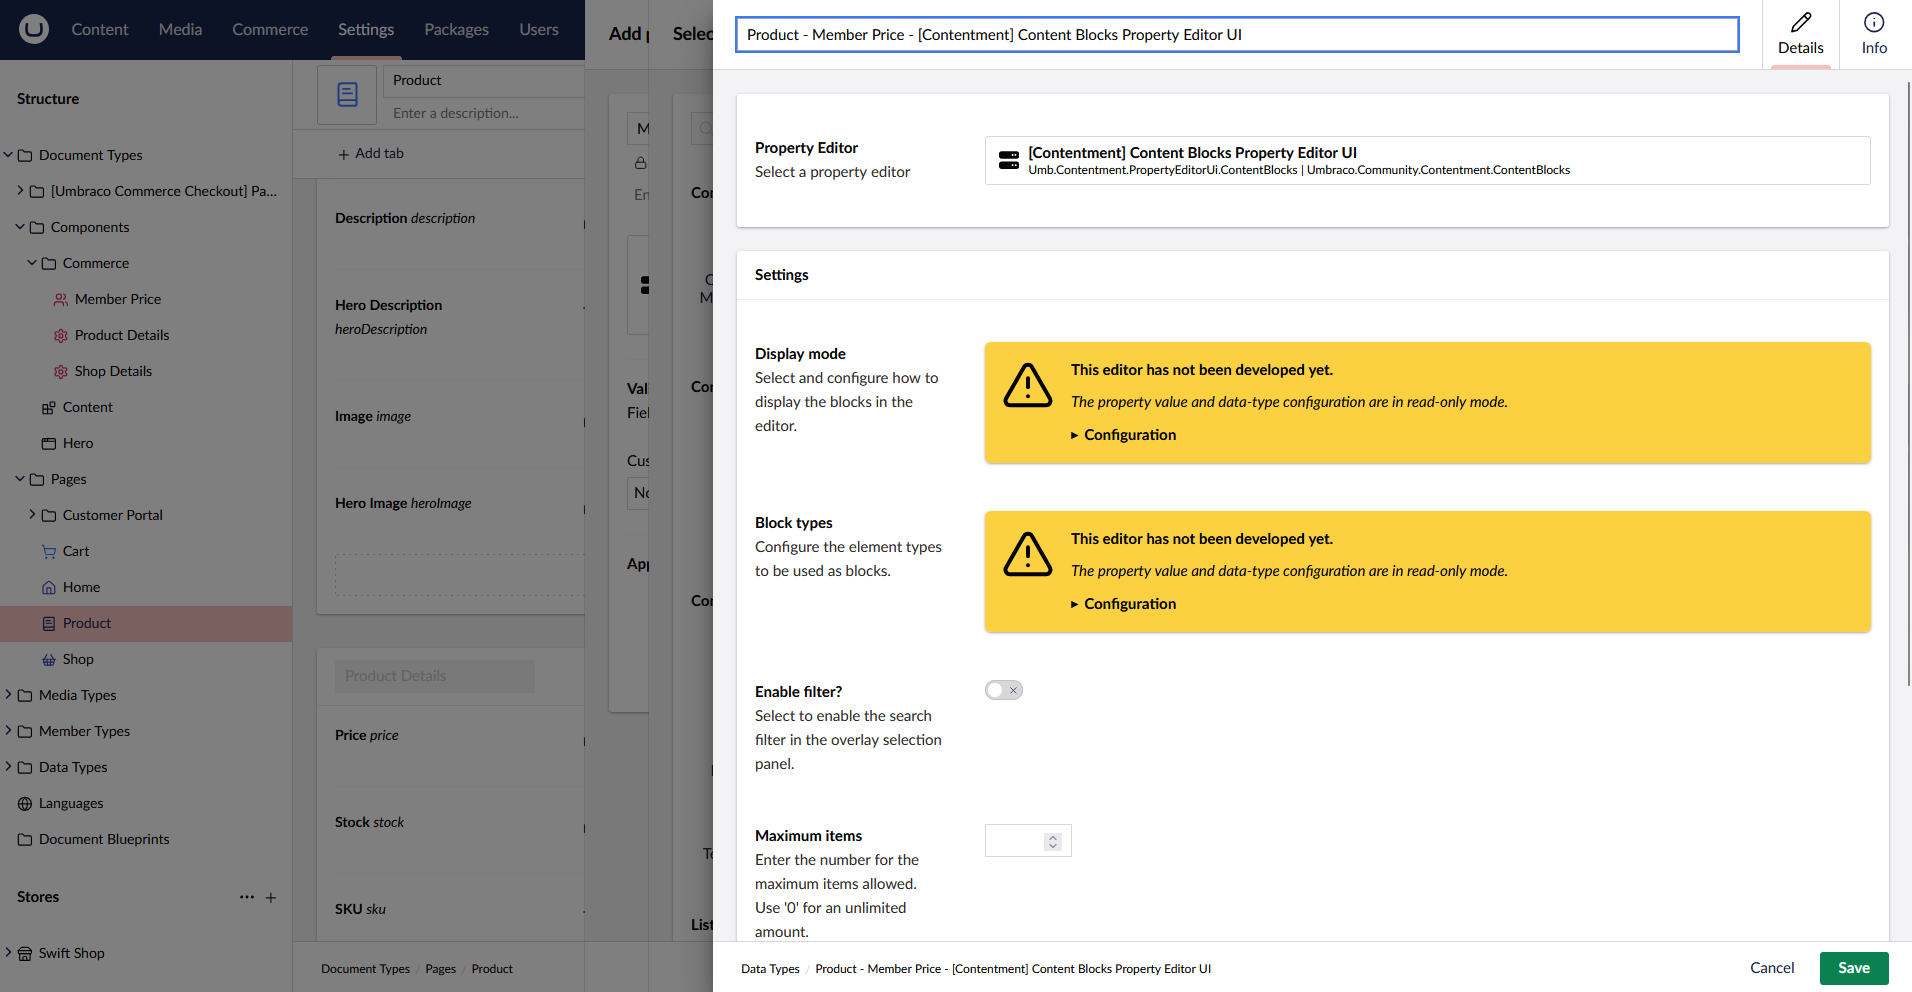 Content
Media
Commerce
Settings
Packages
Users
Structure
Document Types
[Umbraco Commerce Checkout] Pa...
Components
Commerce
Member Price
Product Details
Shop Details
Content
Hero
Pages
Customer Portal
Cart
Home
Product
Shop
Media Types
Member Types
Data Types
Languages
Document Blueprints
Stores
Swift Shop
Product
Enter a description...
Add tab
Description description
Hero Description
heroDescription
Image image
Hero Image heroImage
Product Details
Price price
Stock stock
SKU sku
Document Types / Pages / Product
Add
Product - Member Price - [Contentment] Content Blocks Property Editor UI
Details
Info
Property Editor
Select a property editor
[Contentment] Content Blocks Property Editor UI
Umb.Contentment.PropertyEditorUi.ContentBlocks | Umbraco.Community.Contentment.ContentBlocks
Settings
Display mode
Select and configure how to
display the blocks in the
editor.
This editor has not been developed yet.
The property value and data-type configuration are in read-only mode.
Configuration
Block types
Configure the element types
to be used as blocks.
This editor has not been developed yet.
The property value and data-type configuration are in read-only mode.
Configuration
Enable filter?
Select to enable the search
filter in the overlay selection
panel.
Maximum items
Enter the number for the
maximum items allowed.
Use '0' for an unlimited
amount.
Data Types / Product - Member Price - [Contentment] Content Blocks Property Editor UI
Cancel
Save